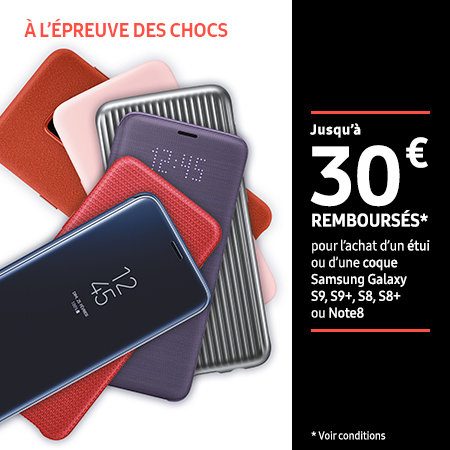 À L'ÉPREUVE DES CHOCS
12:45
12
45
Jusqu'à
30€
REMBOURSÉS*
pour l'achat d'un étui
ou d'une coque
Samsung Galaxy
S9, S9+, S8, S8+
ou Note8
* Voir conditions